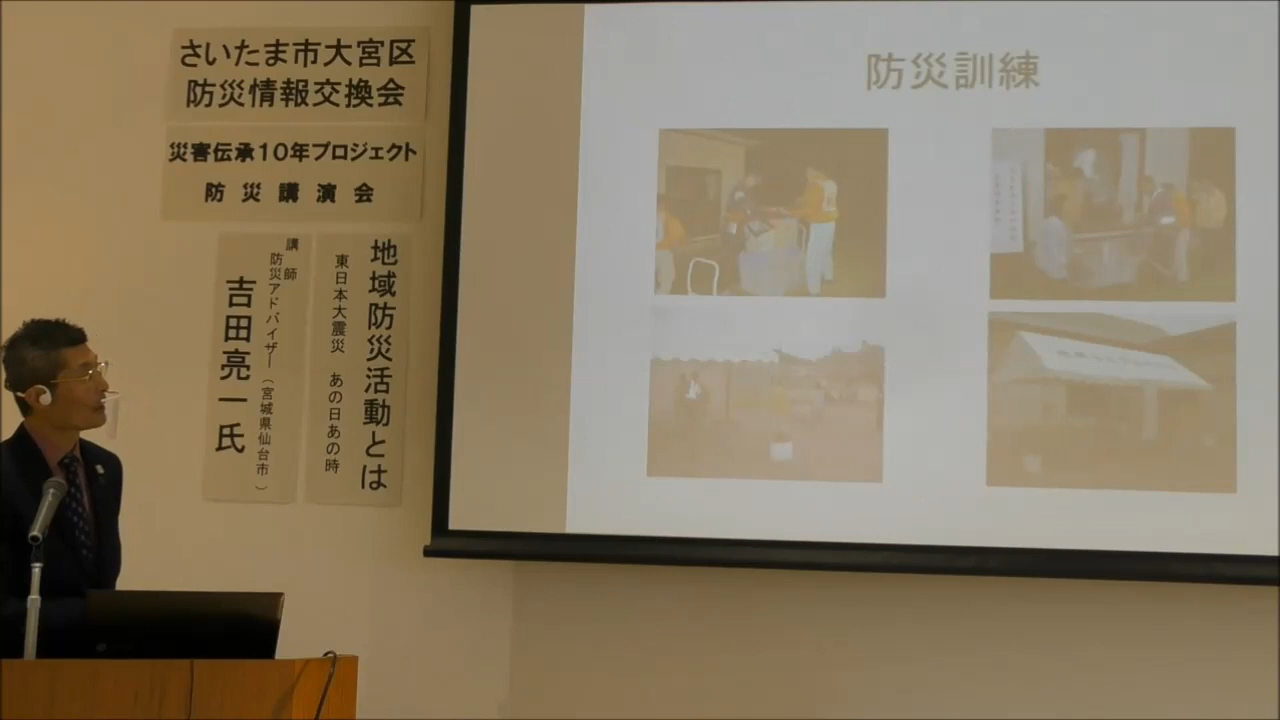 さいたま市大宮区
防災情報交換会
災害伝承10年プロジェクト
防災講演会
地域防災活動とは
東日本大震災 あの日あの時
講師
防災アドバイザー(宮城県仙台市)
吉田亮一氏
防災訓練